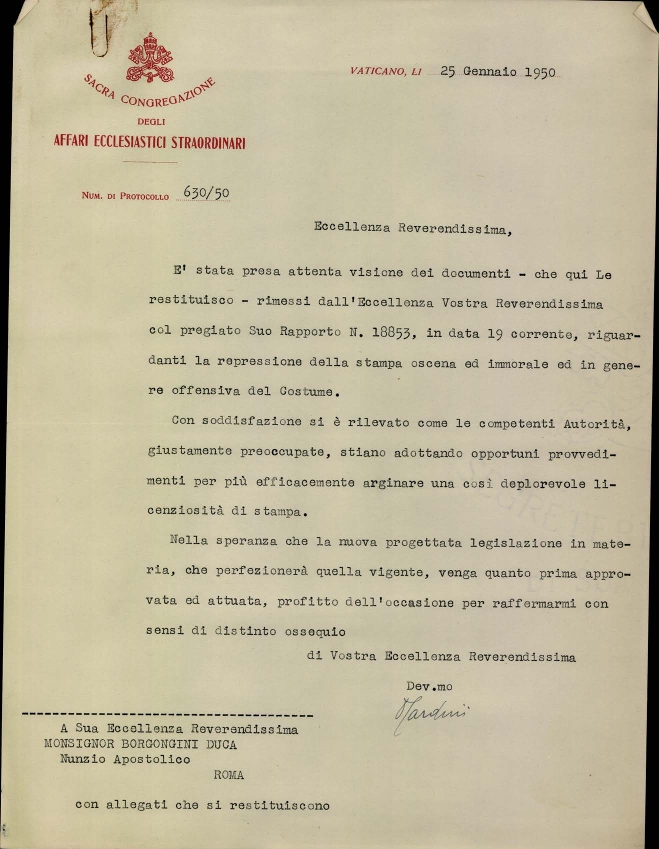 SACRA CONGREGAZIONE
DEGLI
AFFARI ECCLESIASTICI STRAORDINARI
VATICANO, LI 25 Gennaio 1950
NUM. DI PROTOCOLLO 630/50
Eccellenza Reverendissima,
E' stata presa attenta visione dei documenti - che qui Le
restituisco - rimessi dall'Eccellenza Vostra Reverendissima
col pregiato Suo Rapporto N. 18853, in data 19 corrente, riguar-
danti la repressione della stampa oscena ed immorale ed in gene-
re offensiva del Costume.
Con soddisfazione si è rilevato come le competenti Autorità,
giustamente preoccupate, stiano adottando opportuni provvedi-
menti per più efficacemente arginare una così deplorevole li-
cenziosità di stampa.
Nella speranza che la nuova progettata legislazione in mate-
ria, che perfezionerà quella vigente, venga quanto prima appro-
vata ed attuata, profitto dell'occasione per raffermarmi con
sensi di distinto ossequio
di Vostra Eccellenza Reverendissima
Dev.mo
A Sua Eccellenza Reverendissima
MONSIGNOR BORGONGINI DUCA
Nunzio Apostolico
ROMA
con allegati che si restituiscono